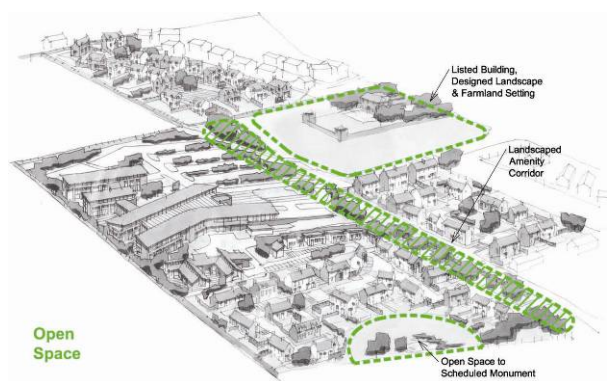 Listed Building,
Designed Landscape
& Farmland Setting
Landscaped
Amenity
Corridor
Open
Space
Open Space to
Scheduled Monument